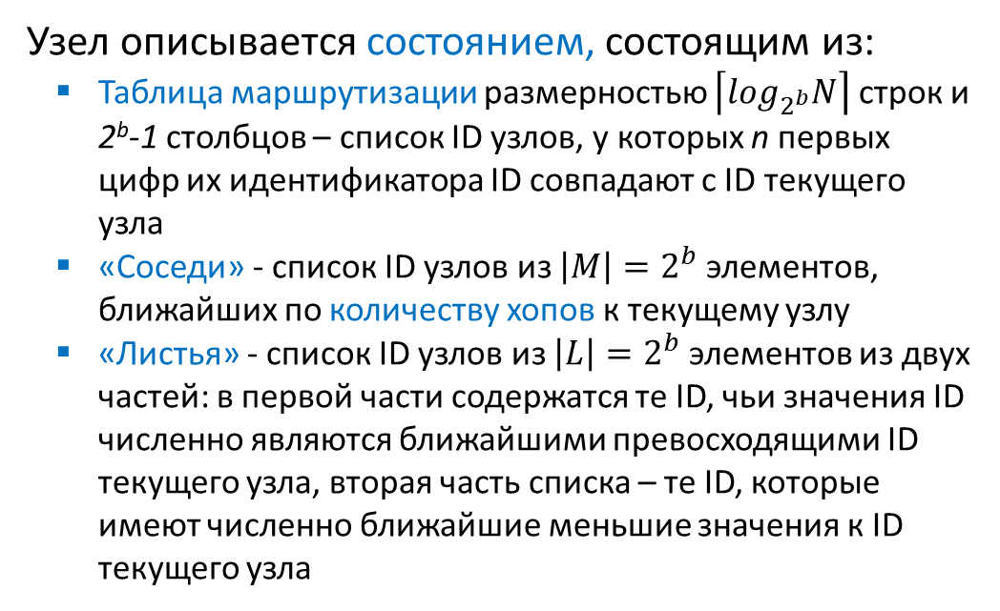 Узел описывается состоянием, состоящим из:
▪ Таблица маршрутизации размерностью ⌈log_{2^b}N⌉ строк и
2^b-1 столбцов – список ID узлов, у которых n первых
цифр их идентификатора ID совпадают с ID текущего
узла
▪ «Соседи» - список ID узлов из |M| = 2^b элементов,
ближайших по количеству хопов к текущему узлу
▪ «Листья» - список ID узлов из |L| = 2^b элементов из двух
частей: в первой части содержатся те ID, чьи значения ID
численно являются ближайшими превосходящими ID
текущего узла, вторая часть списка – те ID, которые
имеют численно ближайшие меньшие значения к ID
текущего узла